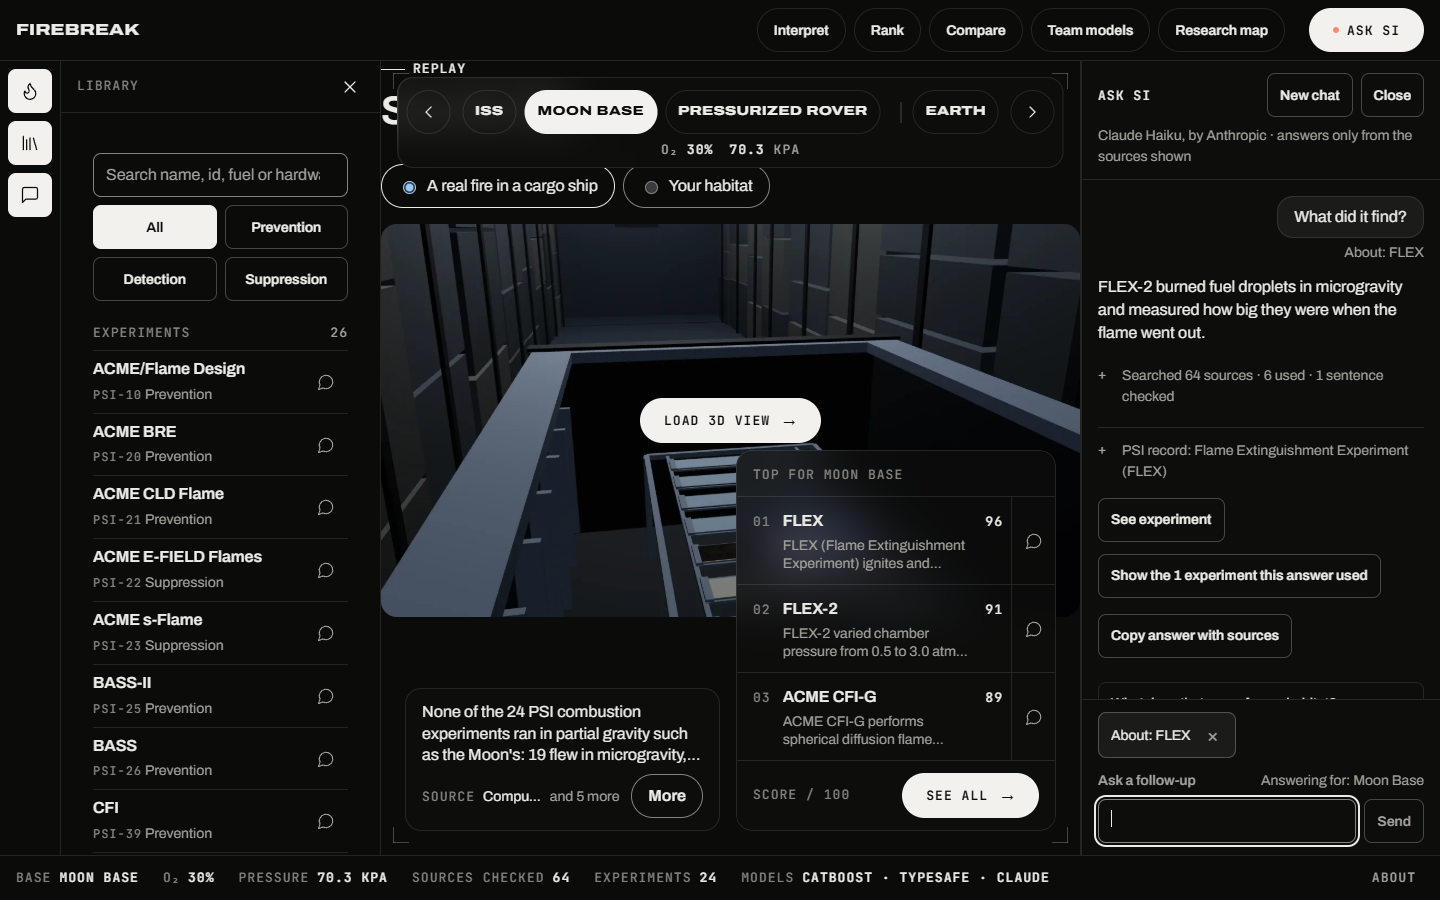 FIREBREAK
Interpret
Rank
Compare
Team models
Research map
ASK SI
LIBRARY
Search name, id, fuel or hardw
All
Prevention
Detection
Suppression
EXPERIMENTS 26
ACME/Flame Design
PSI-10 Prevention
ACME BRE
PSI-20 Prevention
ACME CLD Flame
PSI-21 Prevention
ACME E-FIELD Flames
PSI-22 Suppression
ACME s-Flame
PSI-23 Suppression
BASS-II
PSI-25 Prevention
BASS
PSI-26 Prevention
CFI
PSI-39 Prevention
REPLAY
S
ISS
MOON BASE
PRESSURIZED ROVER
EARTH
O₂ 30% 70.3 KPA
A real fire in a cargo ship
Your habitat
LOAD 3D VIEW →
TOP FOR MOON BASE
01 FLEX 96
FLEX (Flame Extinguishment
Experiment) ignites and...
02 FLEX-2 91
FLEX-2 varied chamber
pressure from 0.5 to 3.0 atm...
03 ACME CFI-G 89
ACME CFI-G performs
spherical diffusion flame...
SCORE / 100
SEE ALL →
None of the 24 PSI combustion
experiments ran in partial gravity such
as the Moon's: 19 flew in microgravity,...
SOURCE Compu... and 5 more
More
ASK SI
New chat
Close
Claude Haiku, by Anthropic · answers only from the
sources shown
What did it find?
About: FLEX
FLEX-2 burned fuel droplets in microgravity
and measured how big they were when the
flame went out.
+ Searched 64 sources · 6 used · 1 sentence
checked
+ PSI record: Flame Extinguishment Experiment
(FLEX)
See experiment
Show the 1 experiment this answer used
Copy answer with sources
About: FLEX ×
Ask a follow-up
Answering for: Moon Base
Send
BASE MOON BASE O₂ 30% PRESSURE 70.3 KPA SOURCES CHECKED 64 EXPERIMENTS 24 MODELS CATBOOST · TYPESAFE · CLAUDE ABOUT